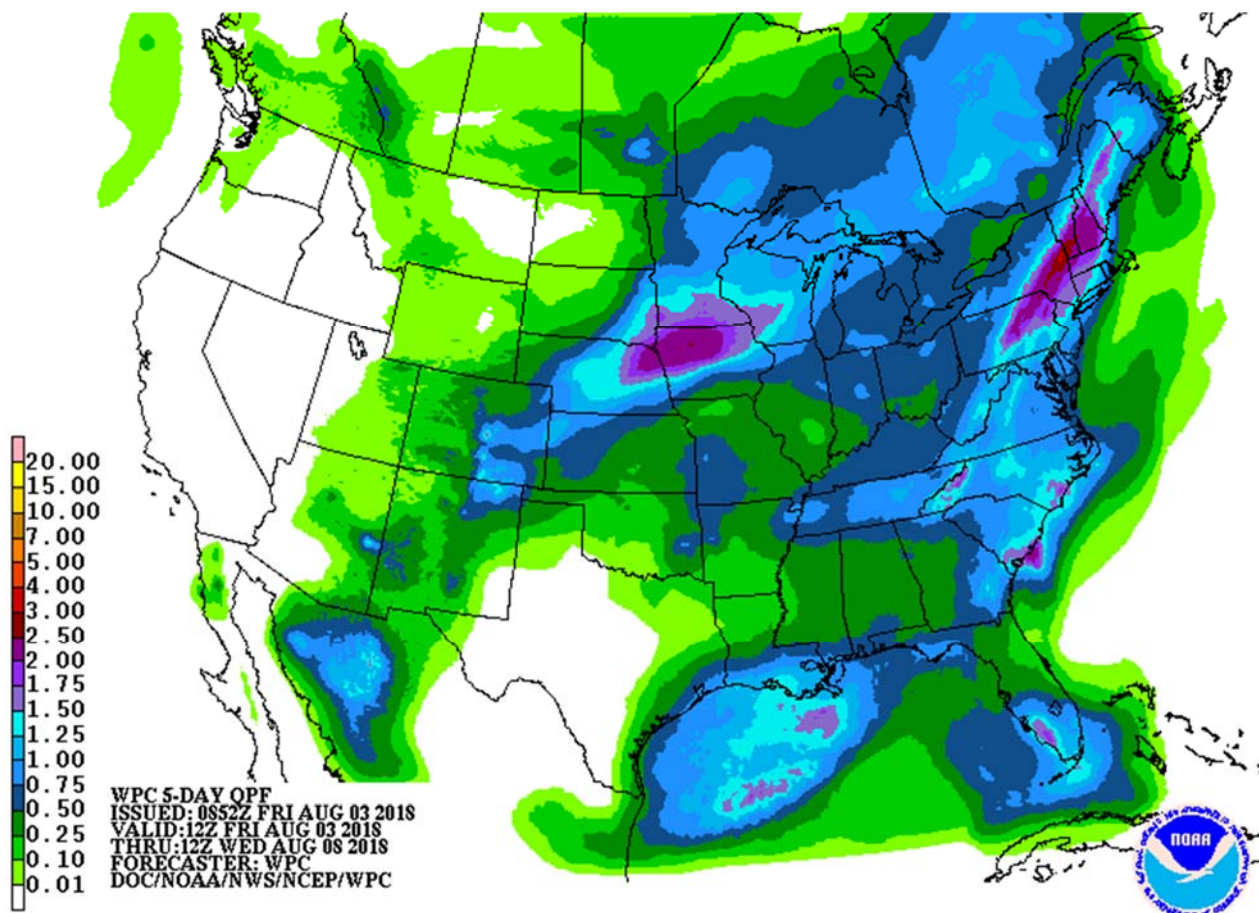 20.00
15.00
10.00
7.00
5.00
4.00
3.00
2.50
2.00
1.75
1.50
1.25
1.00
0.75
0.50
0.25
0.10
0.01
WPC 5-DAY QPF
ISSUED: 0852Z FRI AUG 03 2018
VALID:12Z FRI AUG 03 2018
THRU:12Z WED AUG 08 2018
FORECASTER: WPC
DOC/NOAA/NWS/NCEP/WPC
NOAA